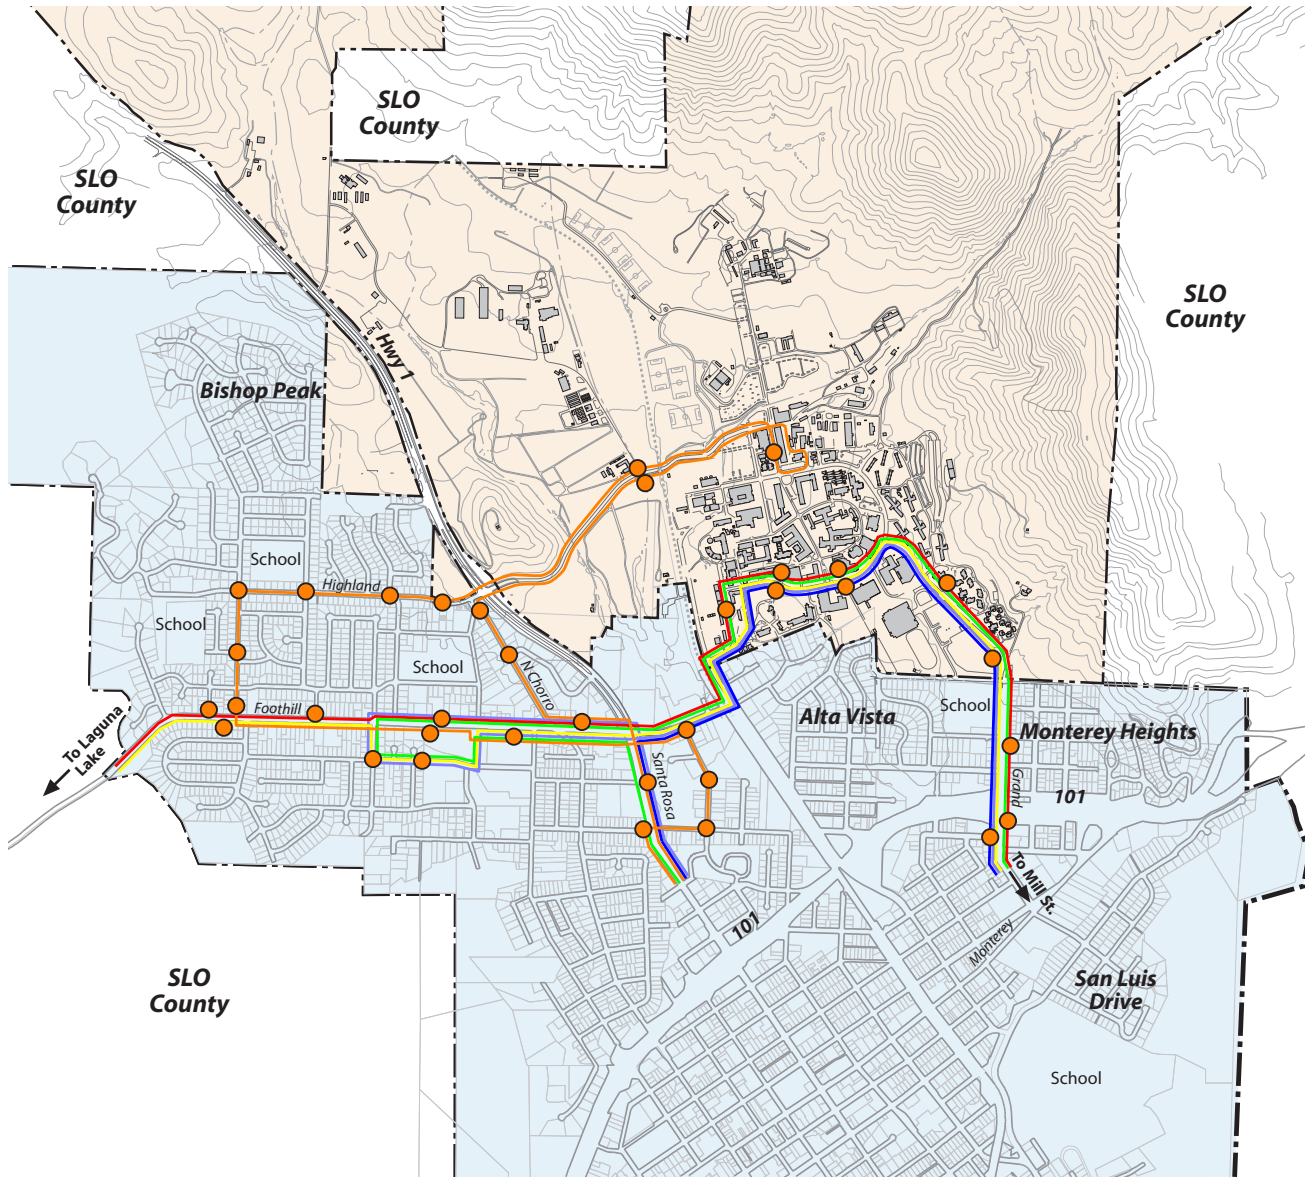 SLO
County
SLO
County
SLO
County
Hwy 1
Bishop Peak
School
Highland
School
School
N Chorro
Foothill
School
Alta Vista
Monterey Heights
To Laguna
Lake
Santa Rosa
Grand
101
To Mill St.
101
Monterey
SLO
County
San Luis
Drive
School